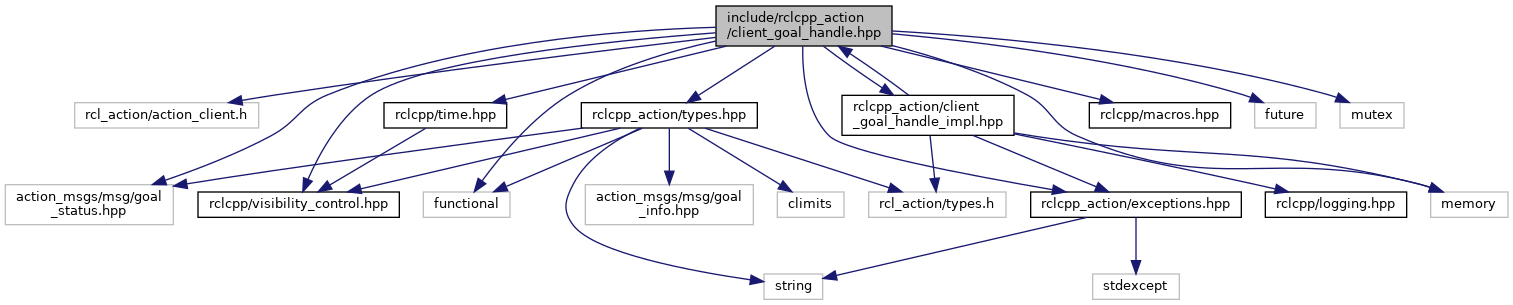 include/rclcpp_action
/client_goal_handle.hpp
rcl_action/action_client.h
rclcpp/time.hpp
rclcpp_action/types.hpp
rclcpp_action/client
_goal_handle_impl.hpp
rclcpp/macros.hpp
future
mutex
action_msgs/msg/goal
_status.hpp
rclcpp/visibility_control.hpp
functional
action_msgs/msg/goal
_info.hpp
climits
rcl_action/types.h
rclcpp_action/exceptions.hpp
rclcpp/logging.hpp
memory
string
stdexcept